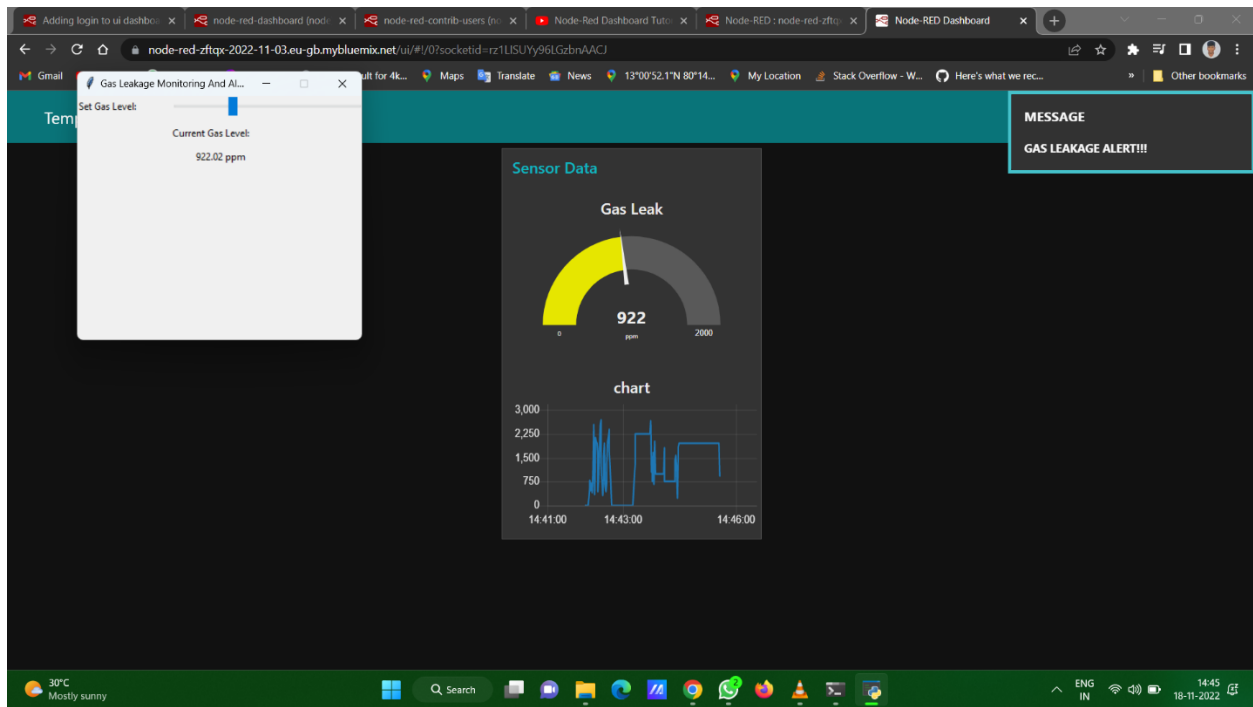 Adding login to ui dashboa
node-red-dashboard (node
node-red-contrib-users (no
Node-Red Dashboard Tuto
Node-RED : node-red-zftq
Node-RED Dashboard
node-red-zftqx-2022-11-03.eu-gb.mybluemix.net/ui/#!/0?socketid=rz1LISUYy96LGzbnAACJ
Gmail
ult for 4k...
Maps
Translate
News
13°00'52.1"N 80°14...
My Location
Stack Overflow - W...
Here's what we rec...
»
Other bookmarks
Gas Leakage Monitoring And Al...
Set Gas Level:
Current Gas Level:
922.02 ppm
Temp
MESSAGE
GAS LEAKAGE ALERT!!!
Sensor Data
Gas Leak
922
0
ppm
2000
chart
3,000
2,250
1,500
750
0
14:41:00
14:43:00
14:46:00
30°C
Mostly sunny
Search
2
ENG
IN
14:45
18-11-2022